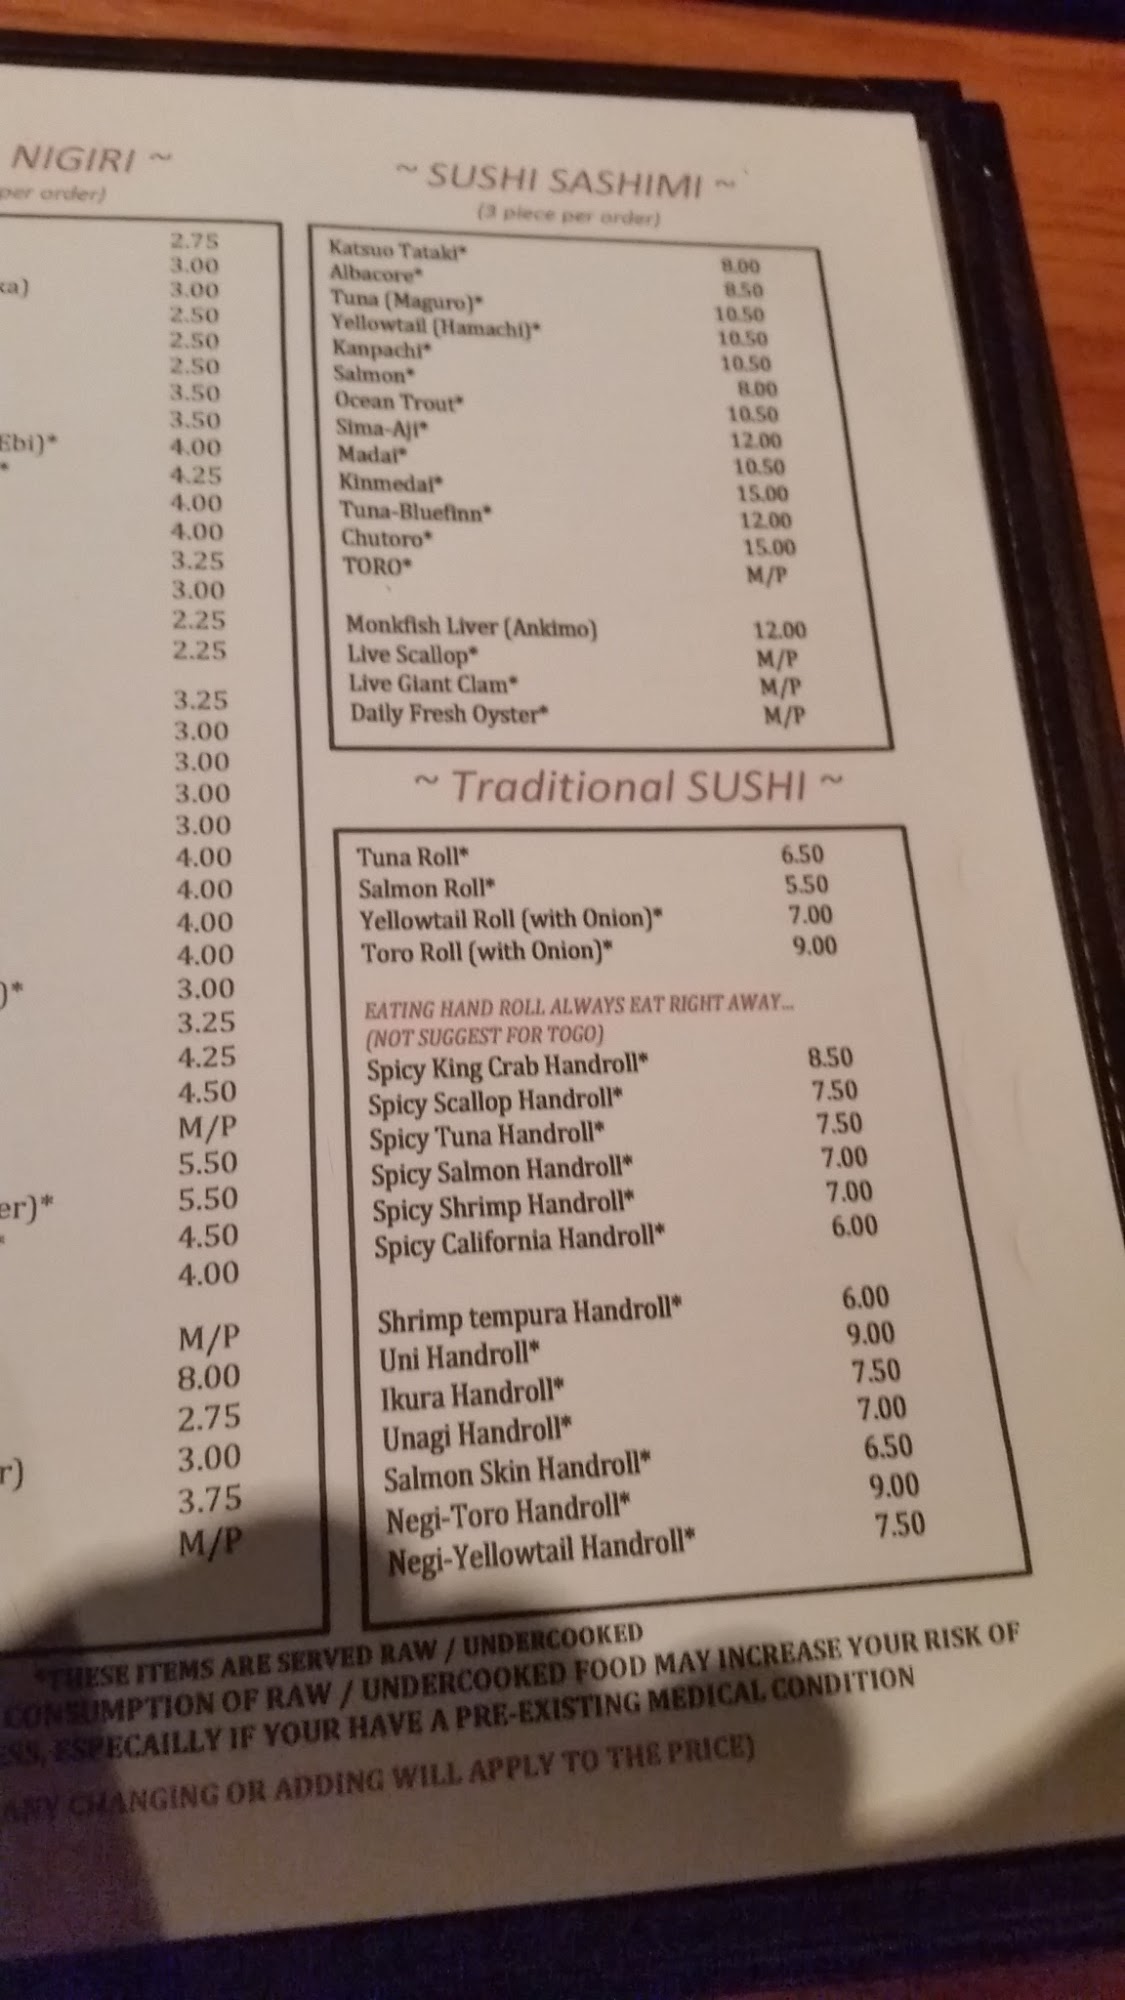 NIGIRI ~
per order)
2.75
3.00
ka) 3.00
2.50
2.50
2.50
3.50
3.50
Ebi)* 4.00
* 4.25
4.00
4.00
3.25
3.00
2.25
2.25
3.25
3.00
3.00
3.00
3.00
4.00
4.00
4.00
4.00
)* 3.00
3.25
4.25
4.50
M/P
5.50
er)* 5.50
* 4.50
4.00
M/P
8.00
2.75
r) 3.00
3.75
M/P
~ SUSHI SASHIMI ~
(3 piece per order)
Katsuo Tataki* 8.00
Albacore* 8.50
Tuna (Maguro)* 10.50
Yellowtail (Hamachi)* 10.50
Kanpachi* 10.50
Salmon* 8.00
Ocean Trout* 10.50
Sima-Aji* 12.00
Madai* 10.50
Kinmedai* 15.00
Tuna-Bluefinn* 12.00
Chutoro* 15.00
TORO* M/P
Monkfish Liver (Ankimo) 12.00
Live Scallop* M/P
Live Giant Clam* M/P
Daily Fresh Oyster* M/P
~ Traditional SUSHI ~
Tuna Roll* 6.50
Salmon Roll* 5.50
Yellowtail Roll (with Onion)* 7.00
Toro Roll (with Onion)* 9.00
EATING HAND ROLL ALWAYS EAT RIGHT AWAY...
(NOT SUGGEST FOR TOGO)
Spicy King Crab Handroll* 8.50
Spicy Scallop Handroll* 7.50
Spicy Tuna Handroll* 7.50
Spicy Salmon Handroll* 7.00
Spicy Shrimp Handroll* 7.00
Spicy California Handroll* 6.00
Shrimp tempura Handroll* 6.00
Uni Handroll* 9.00
Ikura Handroll* 7.50
Unagi Handroll* 7.00
Salmon Skin Handroll* 6.50
Negi-Toro Handroll* 9.00
Negi-Yellowtail Handroll* 7.50
*THESE ITEMS ARE SERVED RAW / UNDERCOOKED
CONSUMPTION OF RAW / UNDERCOOKED FOOD MAY INCREASE YOUR RISK OF
ESS, ESPECAILLY IF YOUR HAVE A PRE-EXISTING MEDICAL CONDITION
ANY CHANGING OR ADDING WILL APPLY TO THE PRICE)